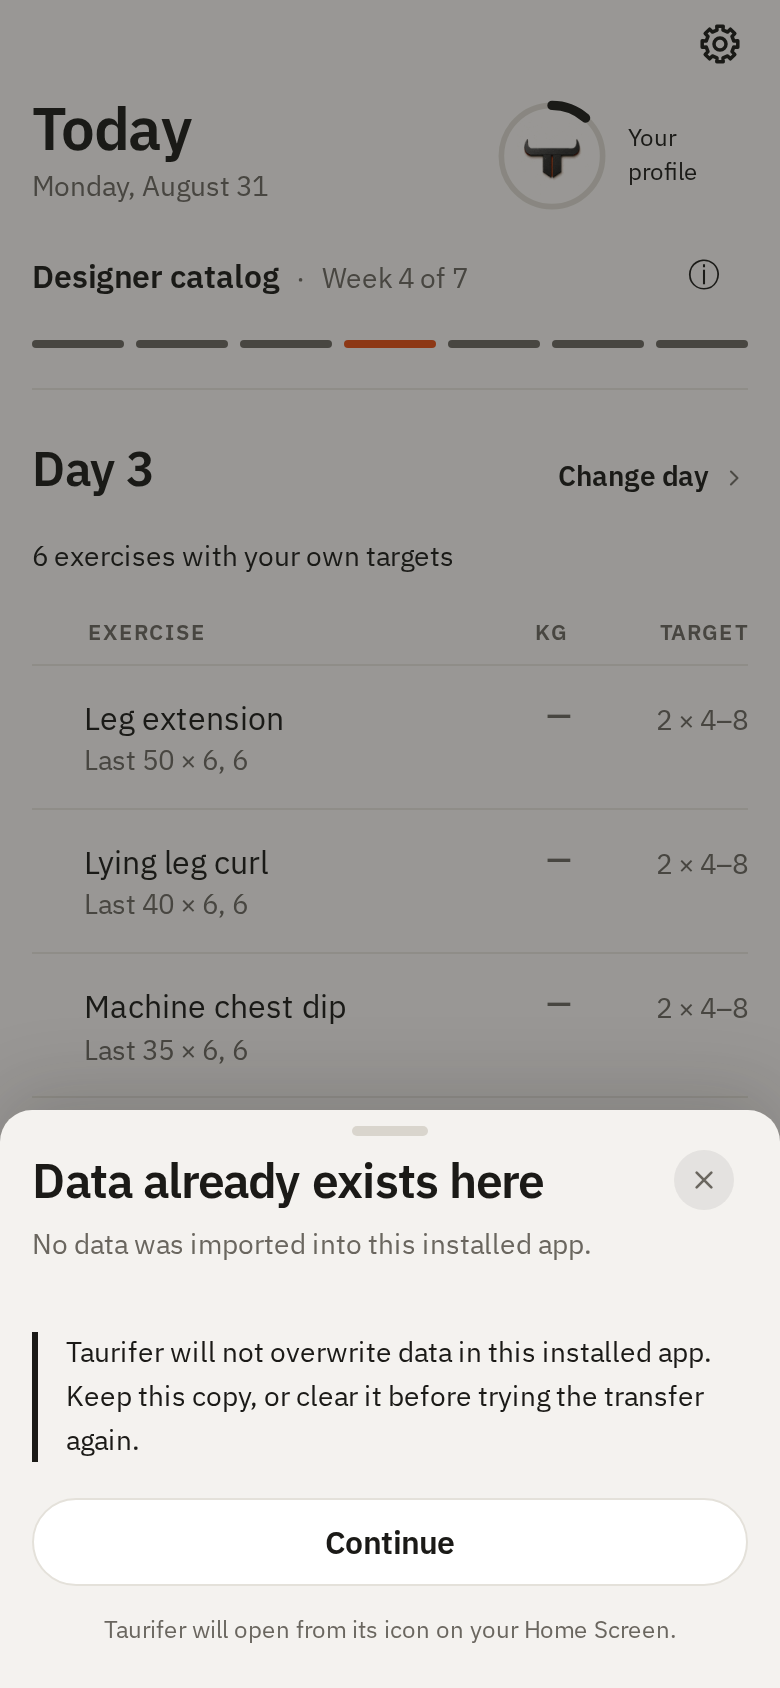 Today
Monday, August 31
Your
profile
Designer catalog · Week 4 of 7
Day 3
Change day
6 exercises with your own targets
EXERCISE KG TARGET
Leg extension — 2 × 4–8
Last 50 × 6, 6
Lying leg curl — 2 × 4–8
Last 40 × 6, 6
Machine chest dip — 2 × 4–8
Last 35 × 6, 6
Data already exists here
No data was imported into this installed app.
Taurifer will not overwrite data in this installed app.
Keep this copy, or clear it before trying the transfer
again.
Continue
Taurifer will open from its icon on your Home Screen.